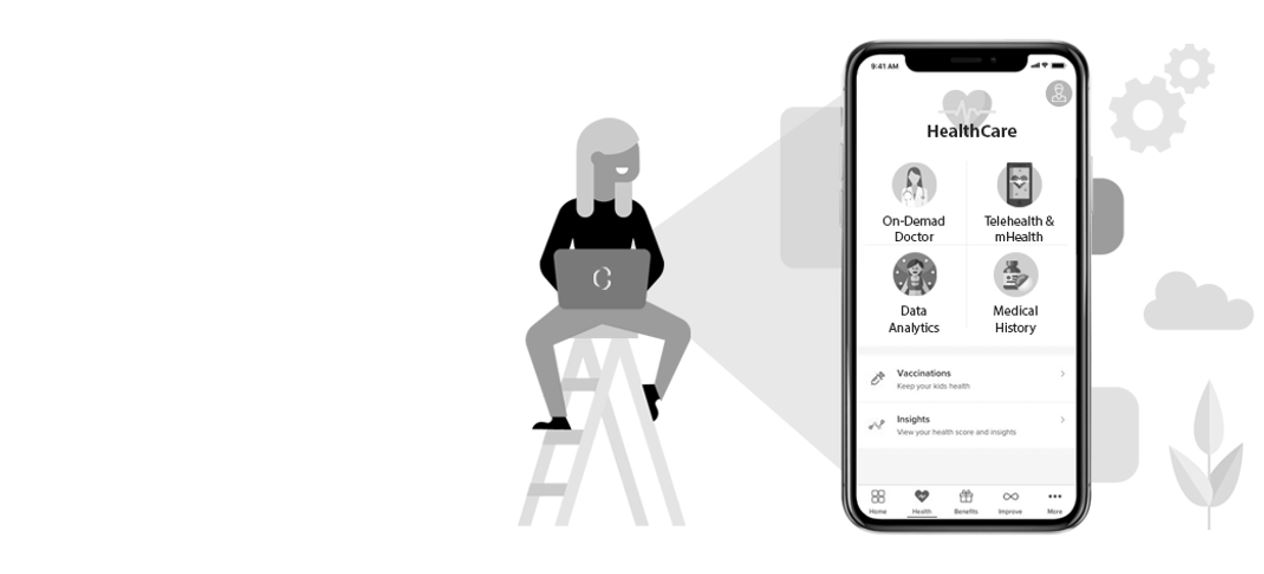 9:41 AM
HealthCare
On-Demad
Doctor
Telehealth &
mHealth
Data
Analytics
Medical
History
Vaccinations
Keep your kids health
Insights
View your health score and insights
Home
Health
Benefits
Improve
More